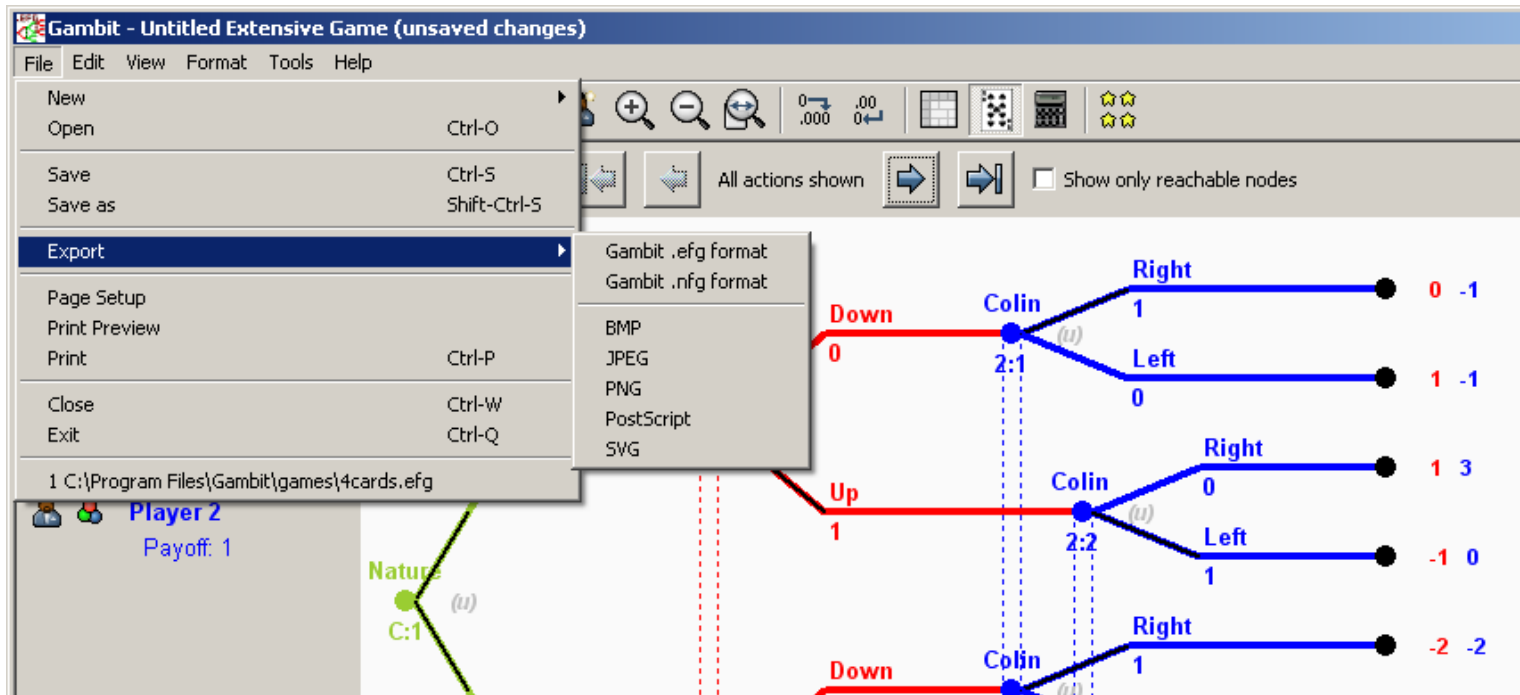 Gambit - Untitled Extensive Game (unsaved changes)
File Edit View Format Tools Help
New
Open Ctrl-O
Save Ctrl-S
Save as Shift-Ctrl-S
Export
Page Setup
Print Preview
Print Ctrl-P
Close Ctrl-W
Exit Ctrl-Q
1 C:\Program Files\Gambit\games\4cards.efg
Gambit .efg format
Gambit .nfg format
BMP
JPEG
PNG
PostScript
SVG
0 .000
.00 0
All actions shown
Show only reachable nodes
Player 2
Payoff: 1
Nature
(u)
C:1
Down
0
Colin
(u)
2:1
Right
1
0 -1
Left
0
1 -1
Up
1
Colin
(u)
2:2
Right
0
1 3
Left
1
-1 0
Down
Colin
(u)
Right
1
-2 -2